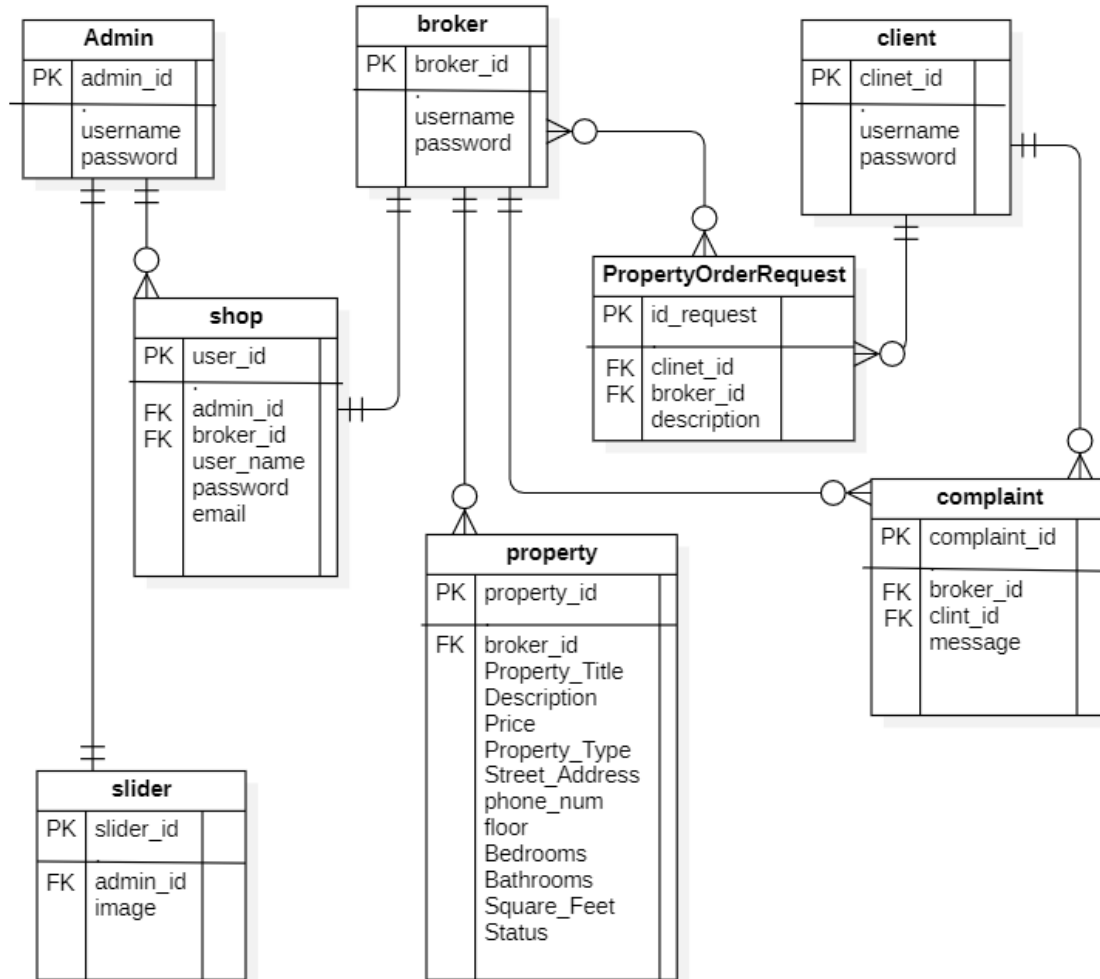 Admin
PK admin_id
username
password
broker
PK broker_id
username
password
client
PK clinet_id
username
password
PropertyOrderRequest
PK id_request
FK clinet_id
FK broker_id
description
shop
PK user_id
FK admin_id
FK broker_id
user_name
password
email
complaint
PK complaint_id
FK broker_id
FK clint_id
message
property
PK property_id
FK broker_id
Property_Title
Description
Price
Property_Type
Street_Address
phone_num
floor
Bedrooms
Bathrooms
Square_Feet
Status
slider
PK slider_id
FK admin_id
image